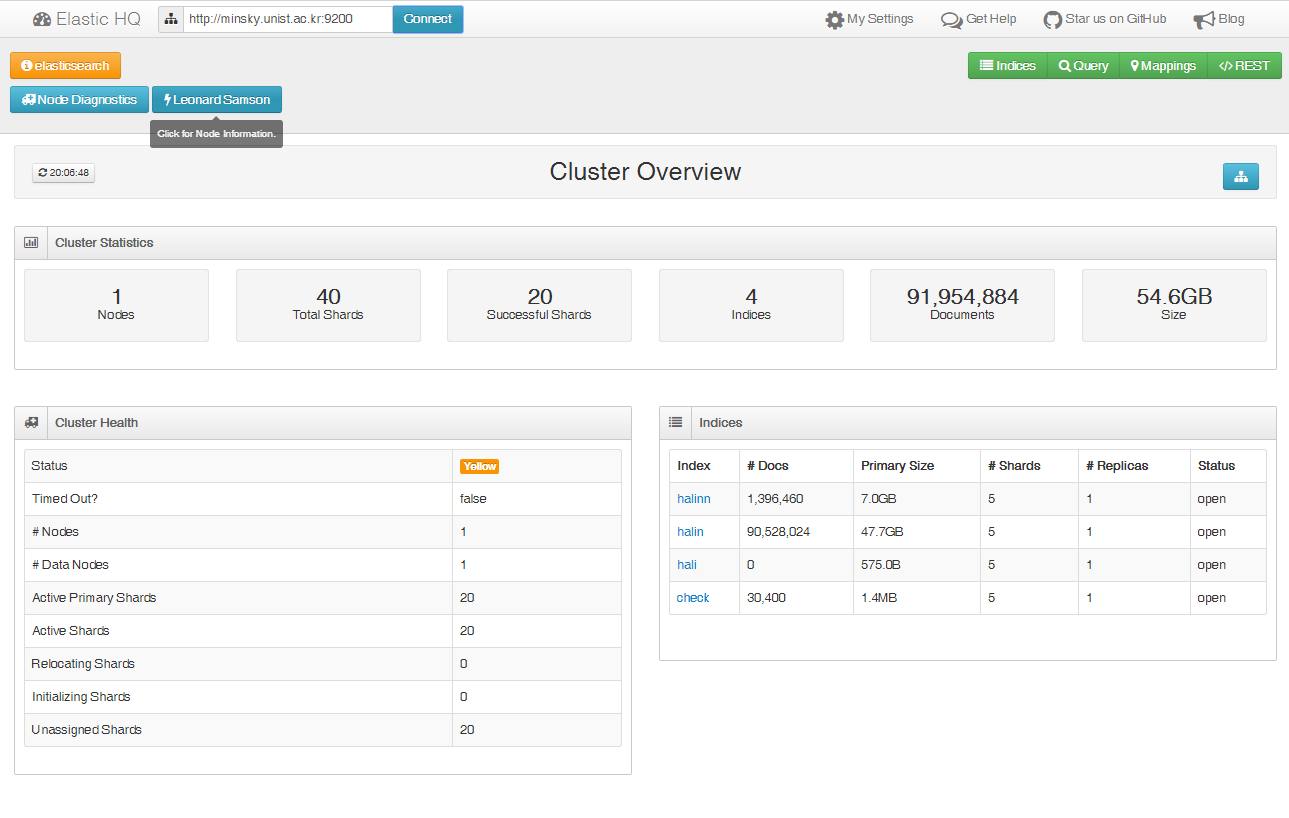 Elastic HQ http://minsky.unist.ac.kr:9200 Connect My Settings Get Help Star us on GitHub Blog
elasticsearch Indices Query Mappings </> REST
Node Diagnostics Leonard Samson
Click for Node Information.
20:06:48 Cluster Overview
Cluster Statistics
1 40 20 4 91,954,884 54.6GB
Nodes Total Shards Successful Shards Indices Documents Size
Cluster Health
Status Yellow
Timed Out? false
# Nodes 1
# Data Nodes 1
Active Primary Shards 20
Active Shards 20
Relocating Shards 0
Initializing Shards 0
Unassigned Shards 20
Indices
Index # Docs Primary Size # Shards # Replicas Status
halinn 1,396,460 7.0GB 5 1 open
halin 90,528,024 47.7GB 5 1 open
hali 0 575.0B 5 1 open
check 30,400 1.4MB 5 1 open